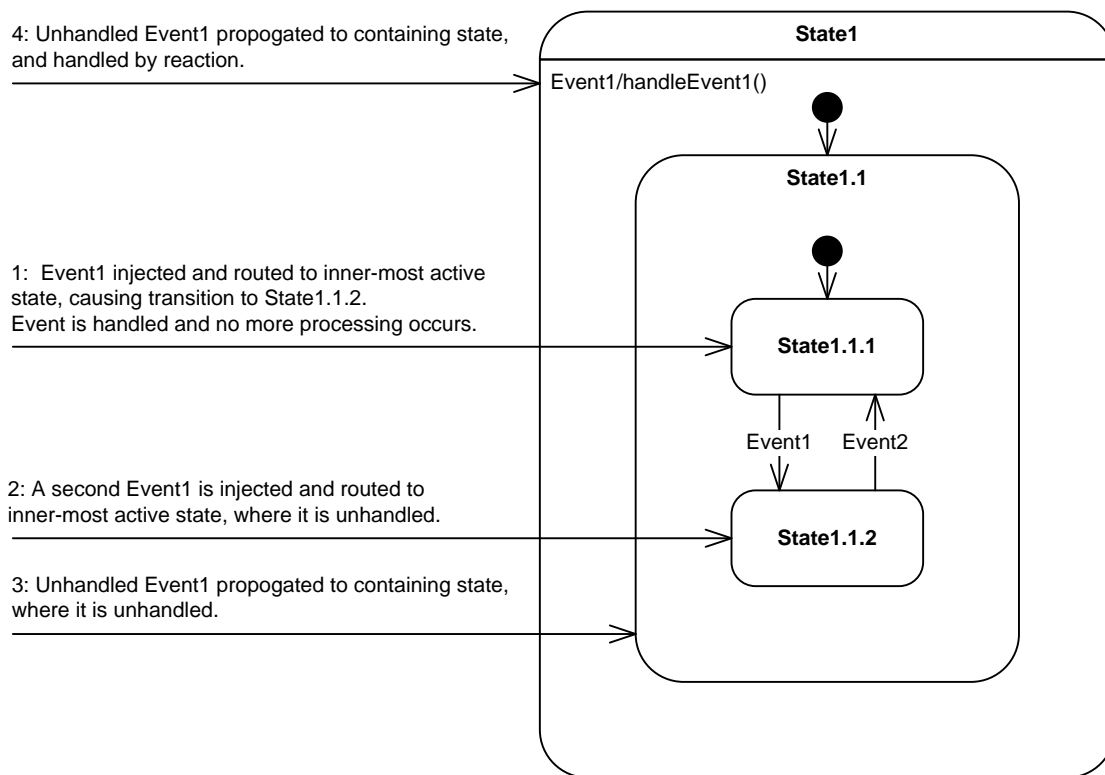 4: Unhandled Event1 propogated to containing state,
and handled by reaction.
State1
Event1/handleEvent1()
State1.1
1:  Event1 injected and routed to inner-most active
state, causing transition to State1.1.2.
Event is handled and no more processing occurs.
State1.1.1
Event1
Event2
2: A second Event1 is injected and routed to
inner-most active state, where it is unhandled.
State1.1.2
3: Unhandled Event1 propogated to containing state,
where it is unhandled.